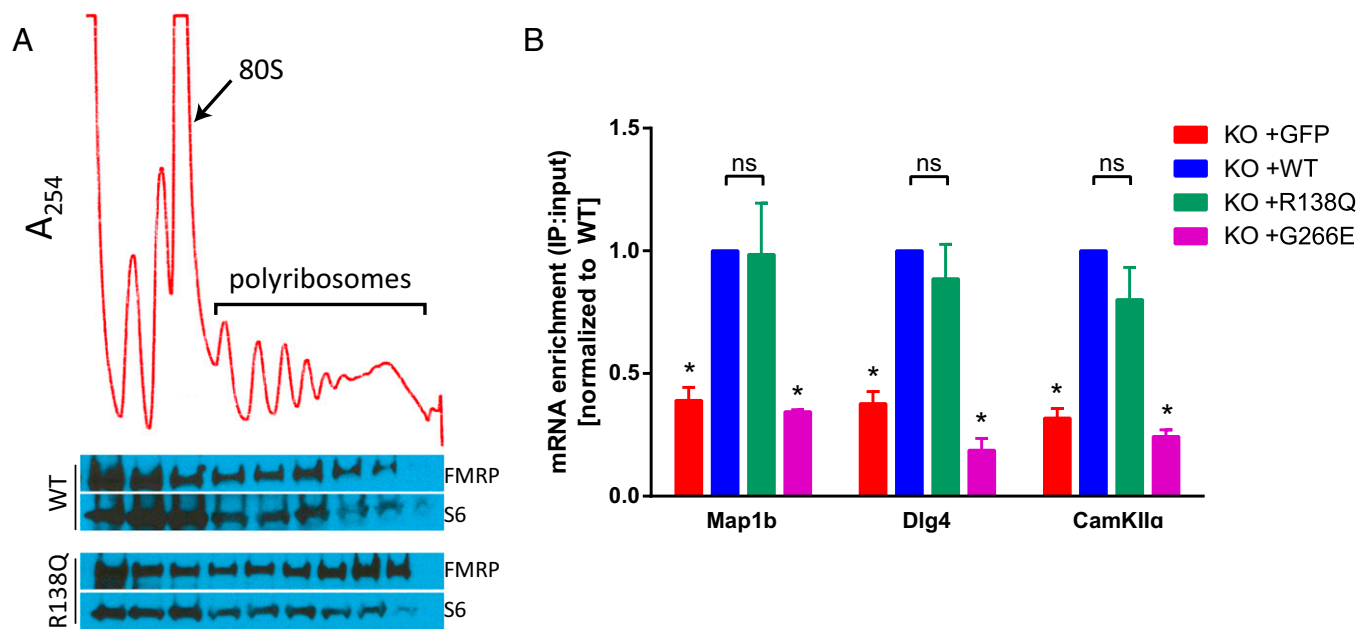 A
80S
A254
polyribosomes
WT
FMRP
S6
R138Q
FMRP
S6
B
mRNA enrichment (IP:input)
[normalized to WT]
1.5
1.0
0.5
0.0
ns
ns
ns
*
*
*
*
*
*
Map1b
Dlg4
CamKIIα
KO +GFP
KO +WT
KO +R138Q
KO +G266E